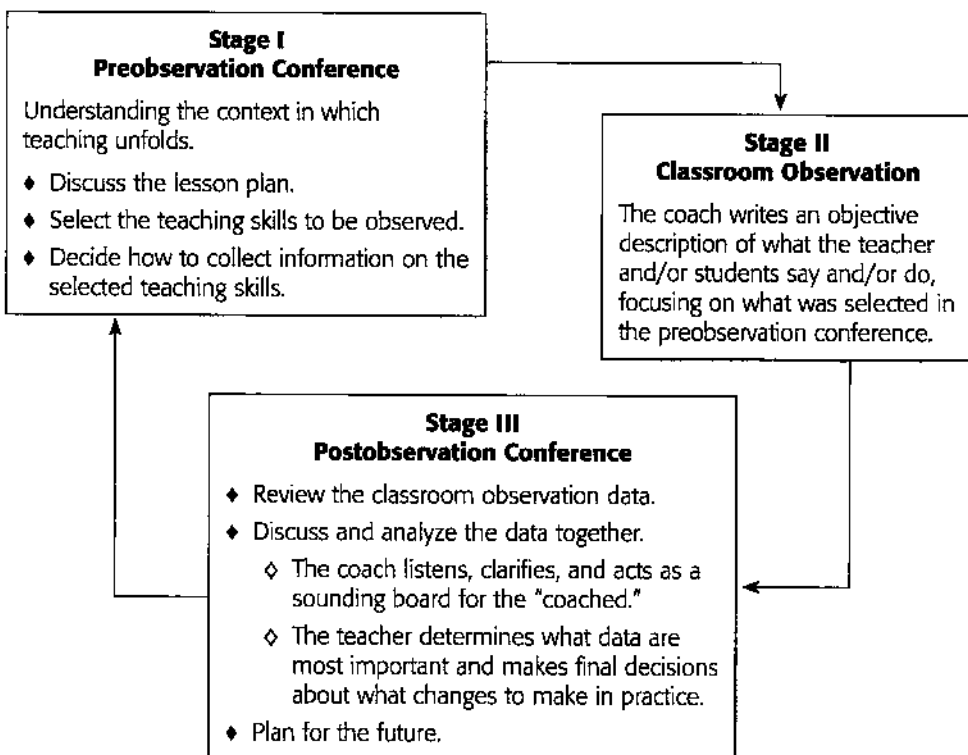 Stage I
Preobservation Conference
Understanding the context in which
teaching unfolds.
♦ Discuss the lesson plan.
♦ Select the teaching skills to be observed.
♦ Decide how to collect information on the
selected teaching skills.
Stage II
Classroom Observation
The coach writes an objective
description of what the teacher
and/or students say and/or do,
focusing on what was selected in
the preobservation conference.
Stage III
Postobservation Conference
♦ Review the classroom observation data.
♦ Discuss and analyze the data together.
◊ The coach listens, clarifies, and acts as a
sounding board for the "coached."
◊ The teacher determines what data are
most important and makes final decisions
about what changes to make in practice.
♦ Plan for the future.